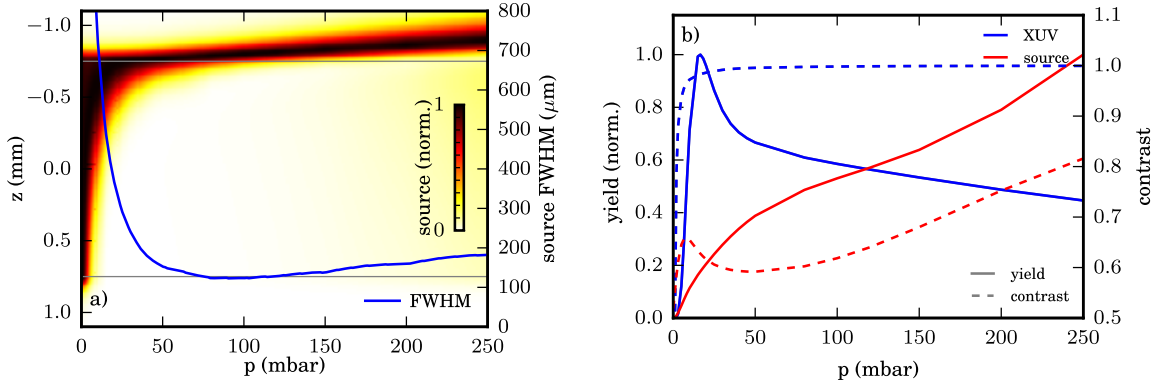 -1.0
-0.5
0.0
0.5
1.0
z (mm)
a)
source (norm.)
1
0
FWHM
0
50
100
150
200
250
p (mbar)
800
700
600
500
400
300
200
100
0
source FWHM (μm)
b)
XUV
source
yield
contrast
1.0
0.8
0.6
0.4
0.2
0.0
yield (norm.)
0
50
100
150
200
250
p (mbar)
1.1
1.0
0.9
0.8
0.7
0.6
0.5
contrast